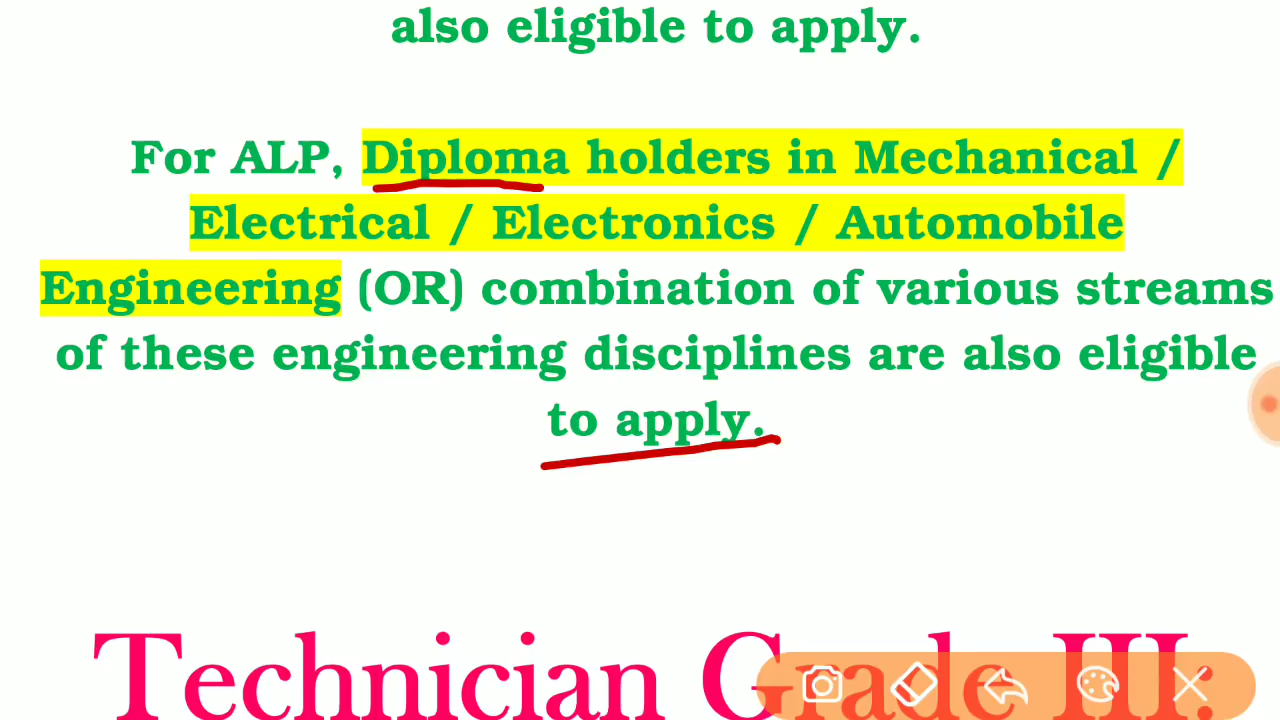 also eligible to apply.
For ALP, Diploma holders in Mechanical /
Electrical / Electronics / Automobile
Engineering (OR) combination of various streams
of these engineering disciplines are also eligible
to apply.
Technician Grade III: